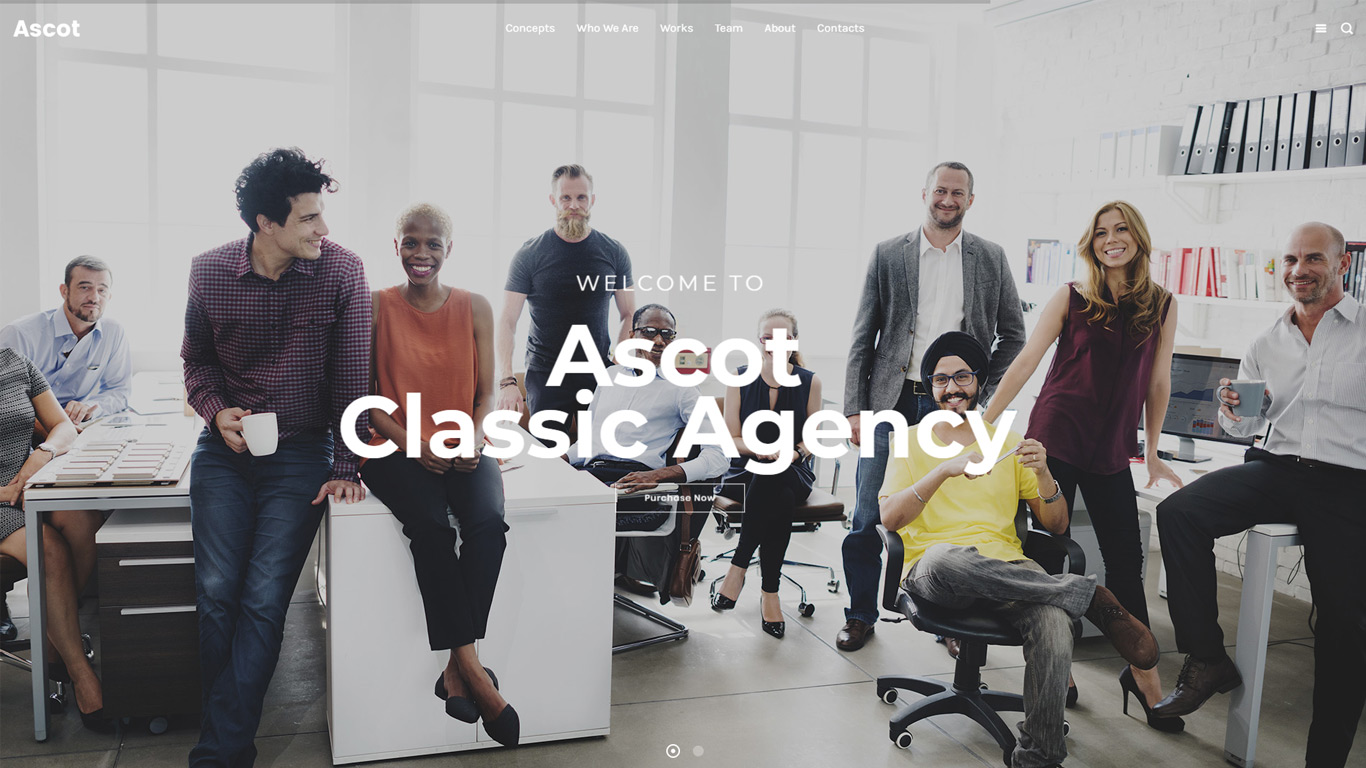 Ascot
Concepts Who We Are Works Team About Contacts
WELCOME TO
Ascot
Classic Agency
Purchase Now